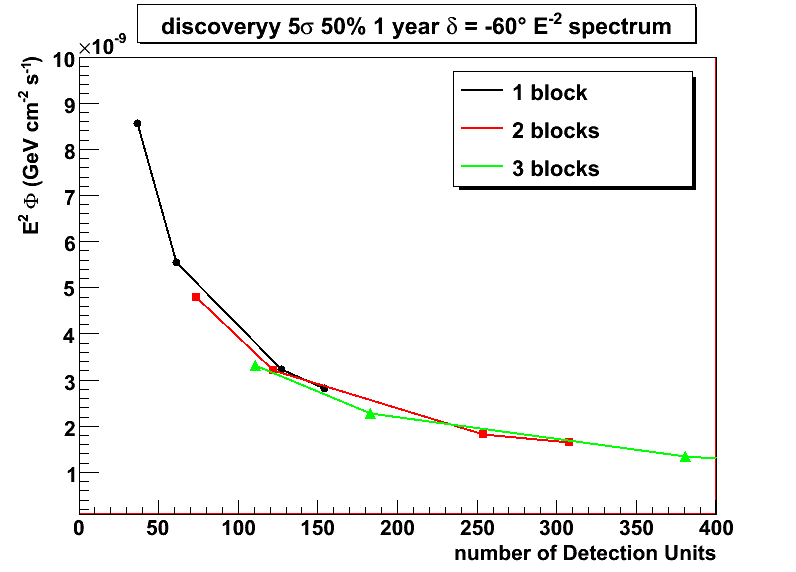 discoveryy 5σ 50% 1 year δ = -60° E⁻² spectrum
×10⁻⁹
E² Φ (GeV cm⁻² s⁻¹)
10
9
8
7
6
5
4
3
2
1
1 block
2 blocks
3 blocks
0 50 100 150 200 250 300 350 400
number of Detection Units